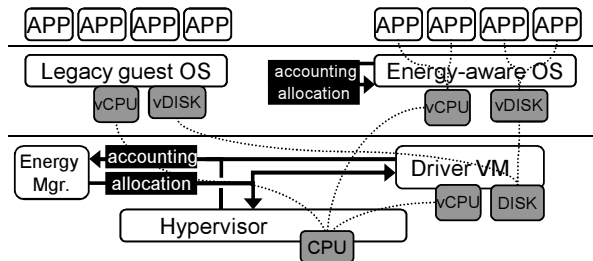 APP APP APP APP APP APP APP APP
Legacy guest OS
accounting
allocation
Energy-aware OS
vCPU vDISK
vCPU vDISK
Energy
Mgr.
accounting
allocation
Driver VM
vCPU DISK
Hypervisor
CPU